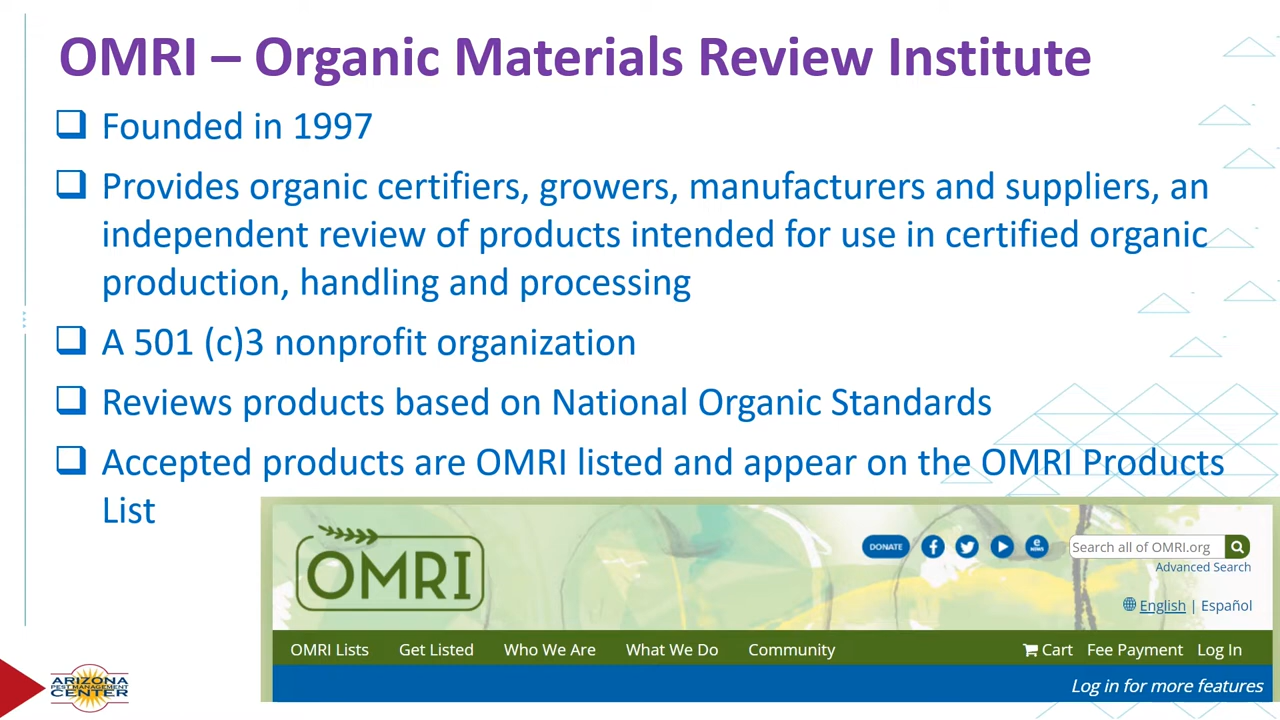 OMRI – Organic Materials Review Institute
Founded in 1997
Provides organic certifiers, growers, manufacturers and suppliers, an
independent review of products intended for use in certified organic
production, handling and processing
A 501 (c)3 nonprofit organization
Reviews products based on National Organic Standards
Accepted products are OMRI listed and appear on the OMRI Products
List
OMRI
DONATE
e NEWS
Search all of OMRI.org
Advanced Search
English | Español
OMRI Lists Get Listed Who We Are What We Do Community Cart Fee Payment Log In
Log in for more features
ARIZONA
PEST MANAGEMENT
CENTER